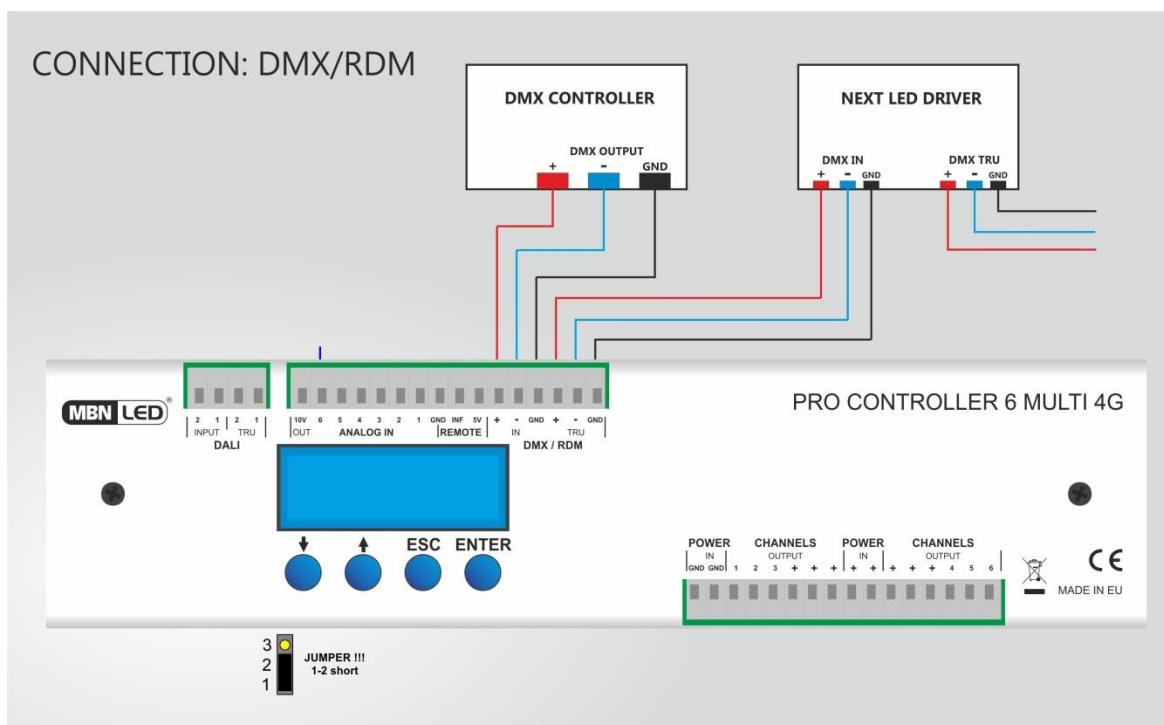 CONNECTION: DMX/RDM
DMX CONTROLLER
DMX OUTPUT
+ - GND
NEXT LED DRIVER
DMX IN DMX TRU
+ - GND + - GND
MBN LED®
2 1 2 1
INPUT TRU
DALI
10V 6 5 4 3 2 1 GND INF 5V + - GND + - GND
OUT ANALOG IN REMOTE IN TRU
DMX / RDM
PRO CONTROLLER 6 MULTI 4G
ESC ENTER
POWER CHANNELS POWER CHANNELS
IN OUTPUT IN OUTPUT
GND GND 1 2 3 + + + + + + + + 4 5 6
CE
MADE IN EU
3
2
1
JUMPER !!!
1-2 short